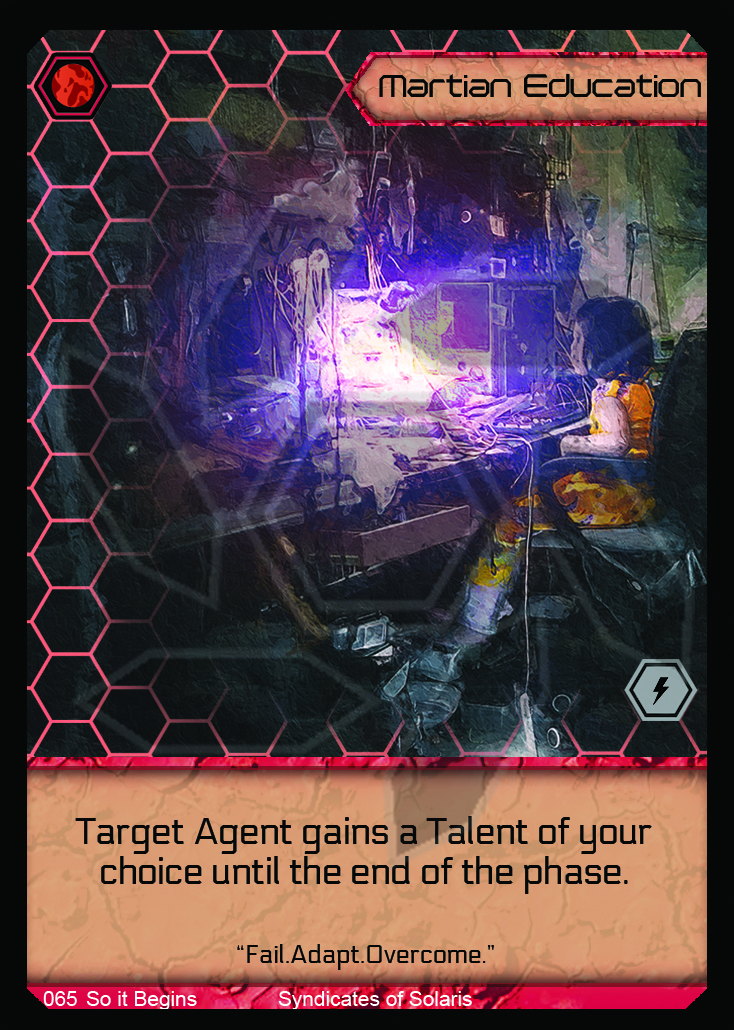 Martian Education
Target Agent gains a Talent of your
choice until the end of the phase.
“Fail.Adapt.Overcome.”
065 So it Begins Syndicates of Solaris